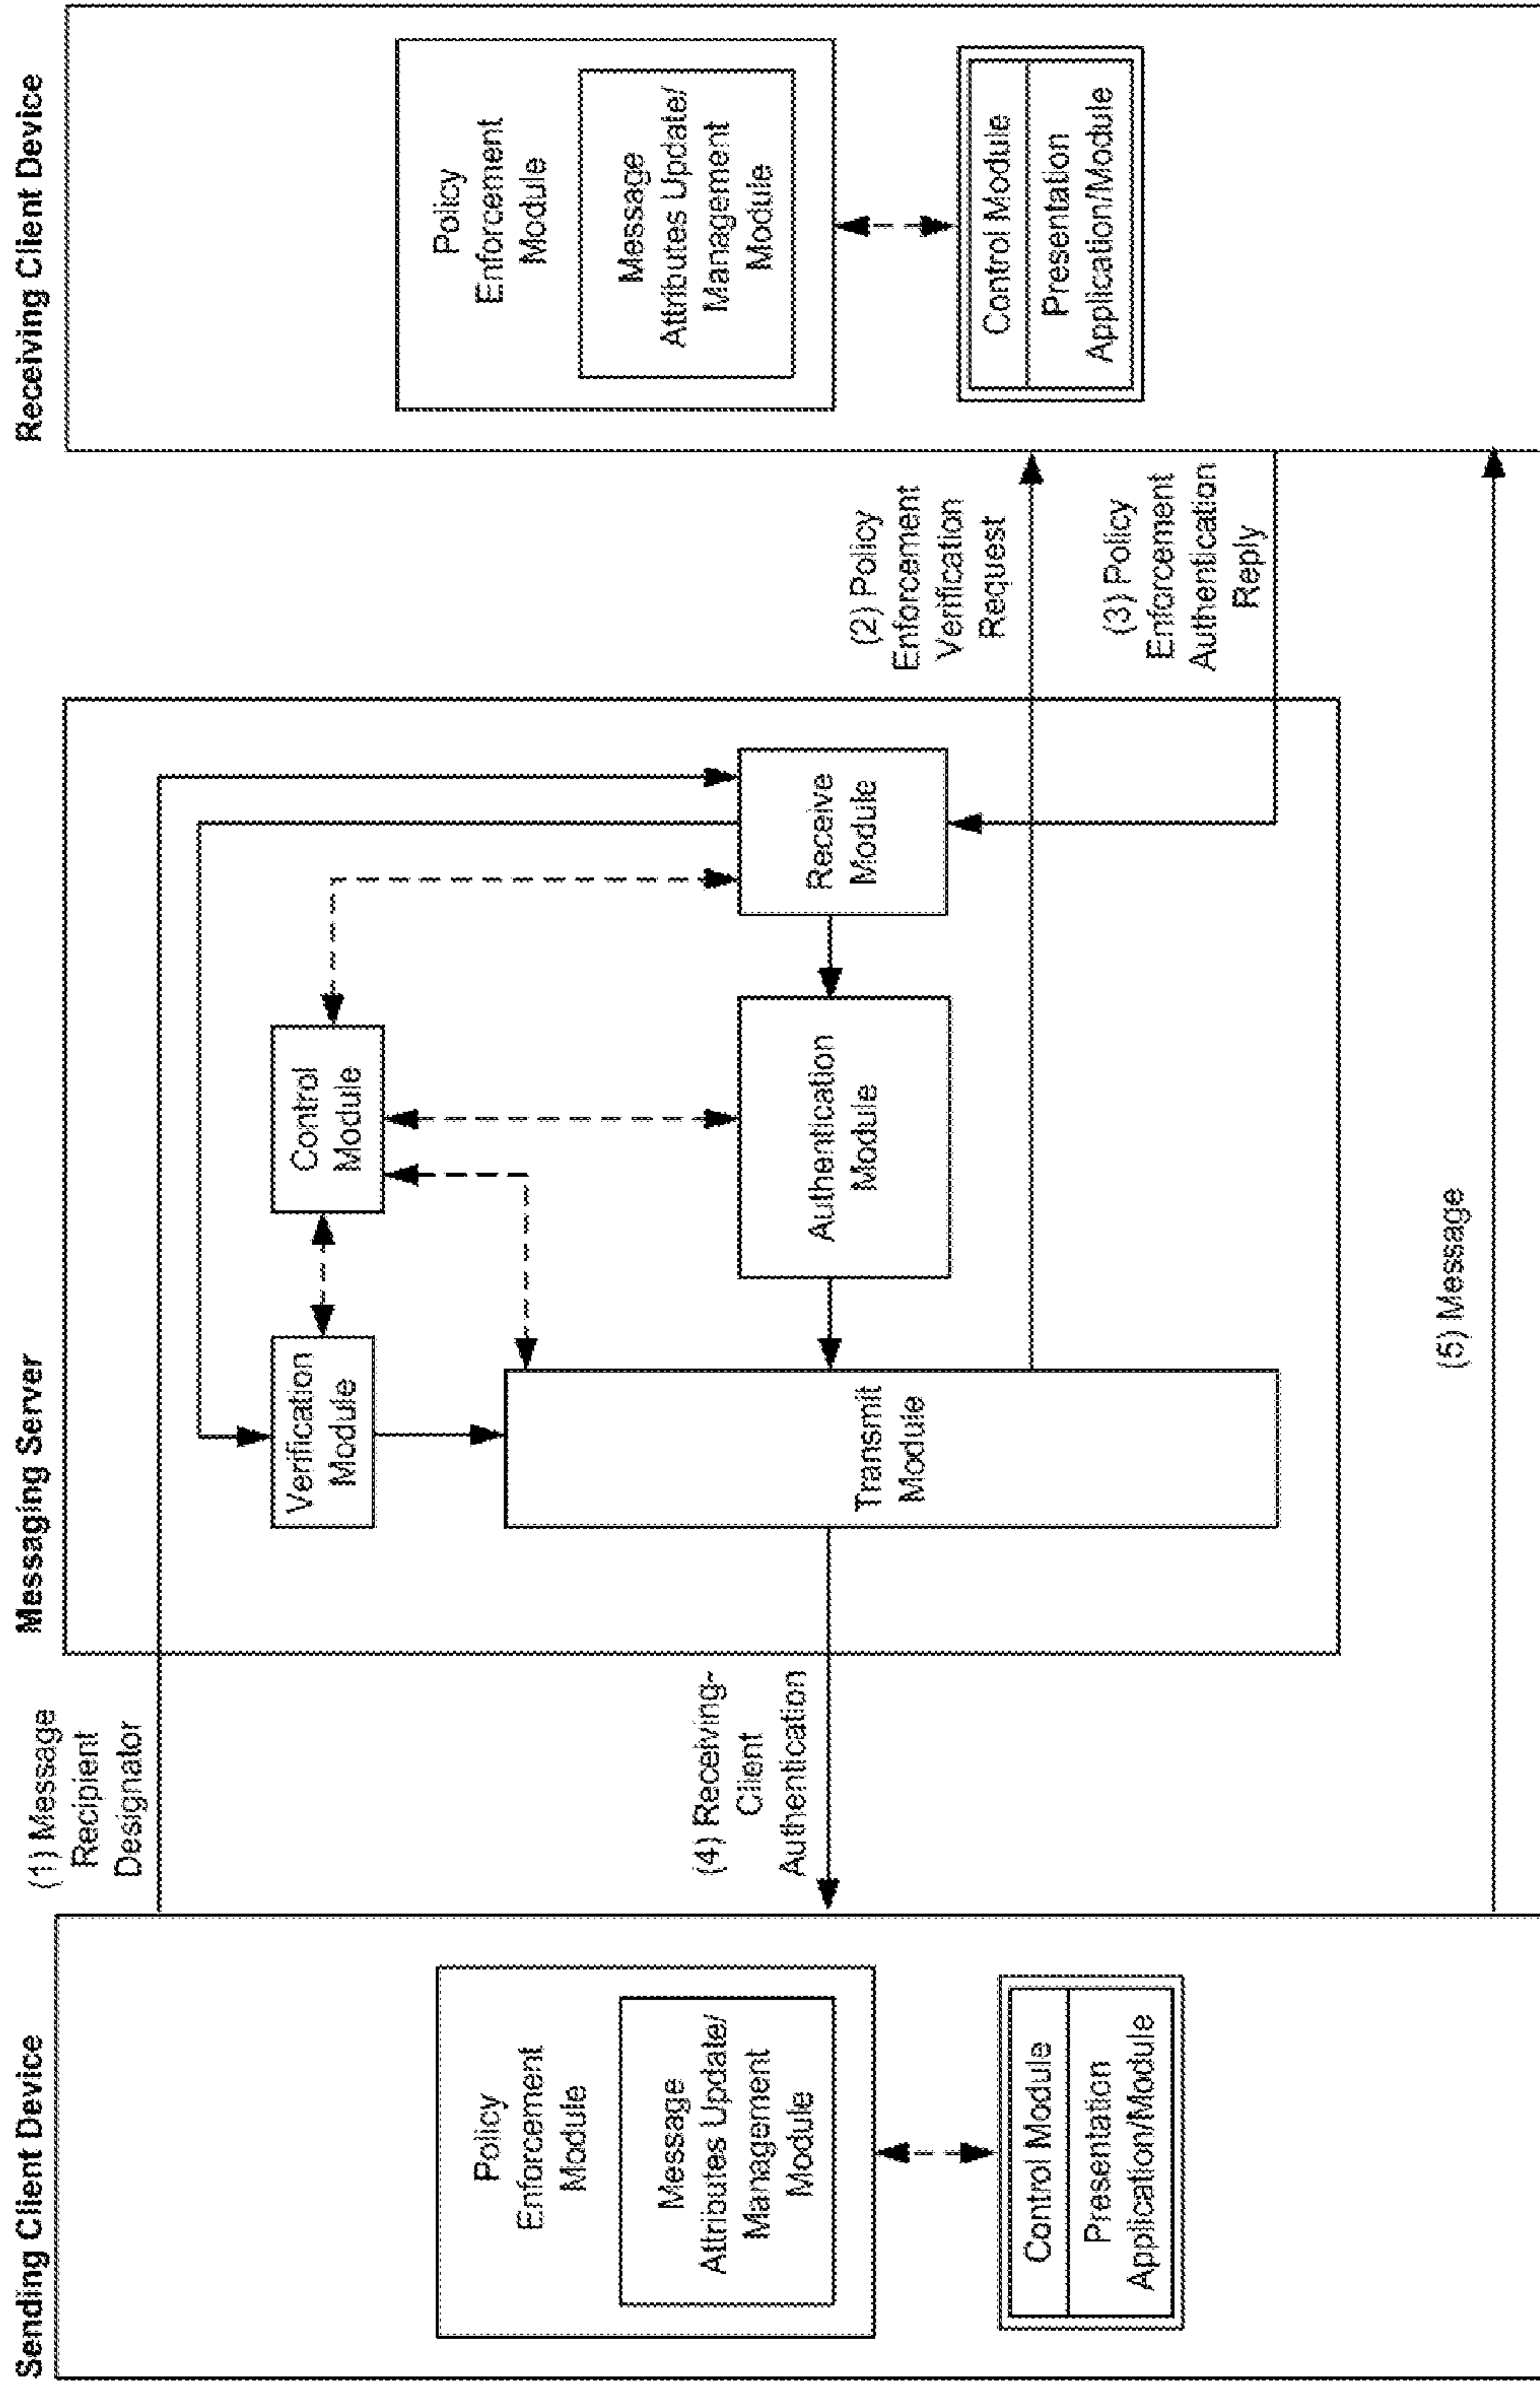 Sending Client Device
Policy
Enforcement
Module
Message
Attributes Update/
Management
Module
Control Module
Presentation
Application/Module
(1) Message
Recipient
Designator
(4) Receiving-
Client
Authentication
Messaging Server
Verification
Module
Control
Module
Transmit
Module
Authentication
Module
Receive
Module
(5) Message
(2) Policy
Enforcement
Verification
Request
(3) Policy
Enforcement
Authentication
Reply
Receiving Client Device
Policy
Enforcement
Module
Message
Attributes Update/
Management
Module
Control Module
Presentation
Application/Module